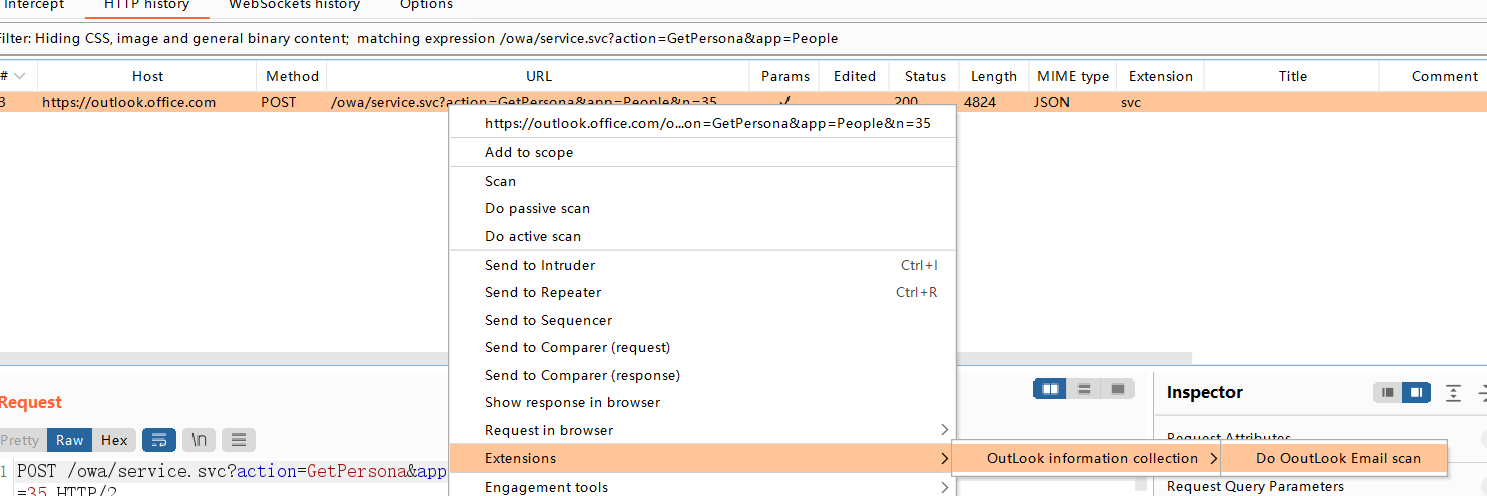 Intercept HTTP history WebSockets history Options
Filter: Hiding CSS, image and general binary content; matching expression /owa/service.svc?action=GetPersona&app=People
# Host Method URL Params Edited Status Length MIME type Extension Title Comment
3 https://outlook.office.com POST /owa/service.svc?action=GetPersona&app=People&n=35 ✓ 200 4824 JSON svc
https://outlook.office.com/o...on=GetPersona&app=People&n=35
Add to scope
Scan
Do passive scan
Do active scan
Send to Intruder Ctrl+I
Send to Repeater Ctrl+R
Send to Sequencer
Send to Comparer (request)
Send to Comparer (response)
Show response in browser
Request in browser
Extensions
Engagement tools
OutLook information collection
Do OoutLook Email scan
Request
Pretty Raw Hex \n
1 POST /owa/service.svc?action=GetPersona&app
=35 HTTP/2
Inspector
Request Attributes
Request Query Parameters